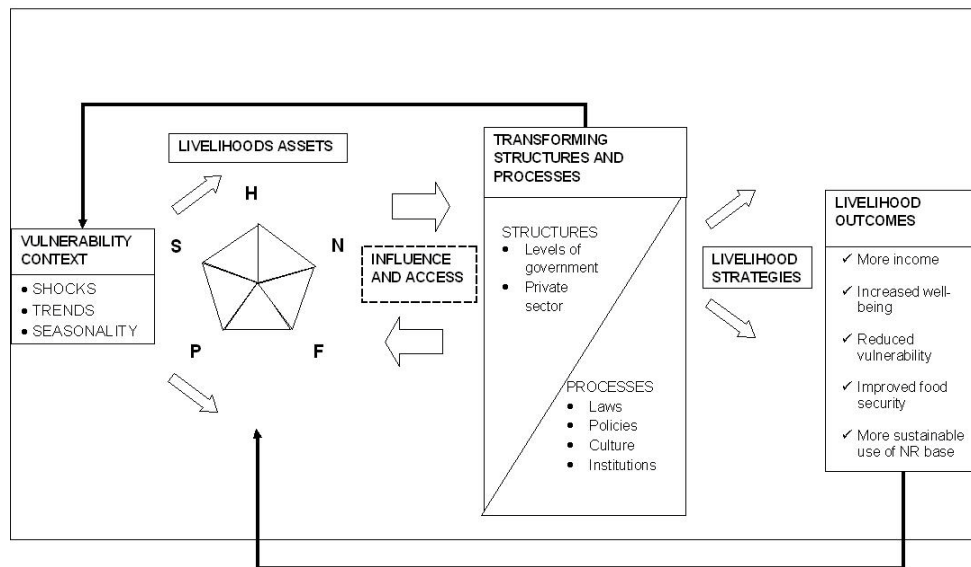 LIVELIHOODS ASSETS
H
S
N
P
F
VULNERABILITY
CONTEXT
• SHOCKS
• TRENDS
• SEASONALITY
INFLUENCE
AND ACCESS
TRANSFORMING
STRUCTURES AND
PROCESSES
STRUCTURES
• Levels of
government
• Private
sector
PROCESSES
• Laws
• Policies
• Culture
• Institutions
LIVELIHOOD
STRATEGIES
LIVELIHOOD
OUTCOMES
✓ More income
✓ Increased well-
being
✓ Reduced
vulnerability
✓ Improved food
security
✓ More sustainable
use of NR base